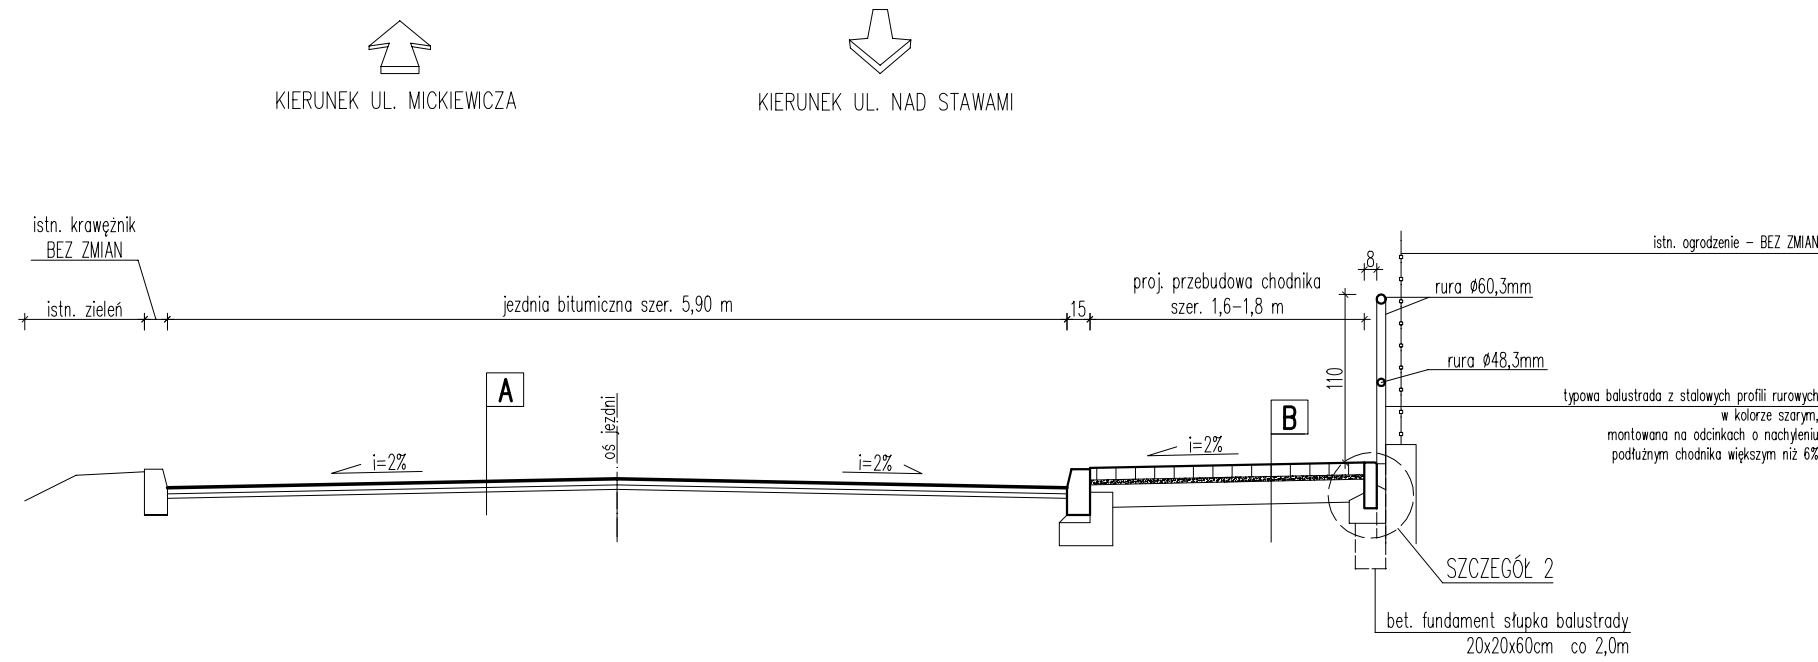 KIERUNEK UL. MICKIEWICZA
KIERUNEK UL. NAD STAWAMI
istn. krawężnik
BEZ ZMIAN
istn. zieleń
jezdnia bitumiczna szer. 5,90 m
15
proj. przebudowa chodnika
szer. 1,6-1,8 m
8
istn. ogrodzenie - BEZ ZMIAN
rura Ø60,3mm
rura Ø48,3mm
110
typowa balustrada z stalowych profili rurowych
w kolorze szarym,
montowana na odcinkach o nachyleniu
podłużnym chodnika większym niż 6%
A
oś jezdni
B
i=2%
i=2%
i=2%
SZCZEGÓŁ 2
bet. fundament słupka balustrady
20x20x60cm co 2,0m